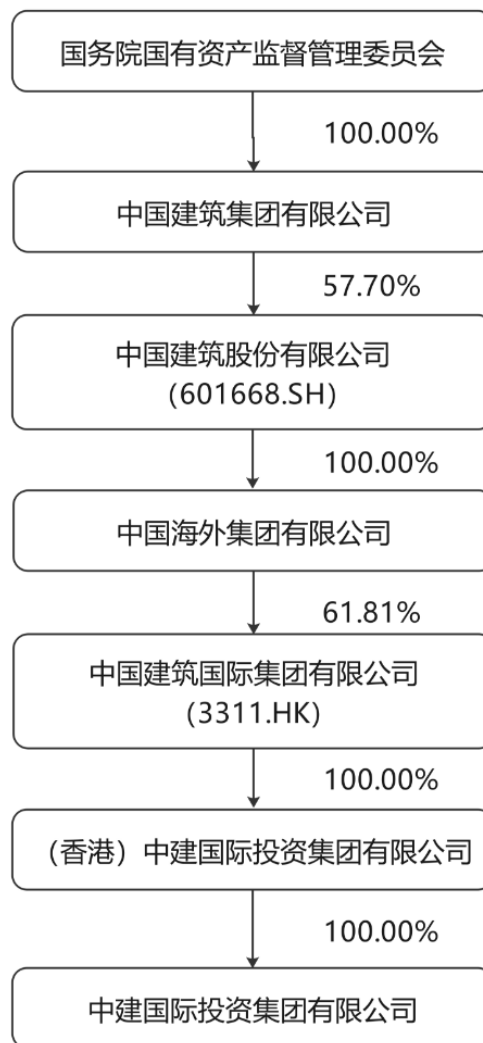 国务院国有资产监督管理委员会
100.00%
中国建筑集团有限公司
57.70%
中国建筑股份有限公司
（601668.SH）
100.00%
中国海外集团有限公司
61.81%
中国建筑国际集团有限公司
（3311.HK）
100.00%
（香港）中建国际投资集团有限公司
100.00%
中建国际投资集团有限公司